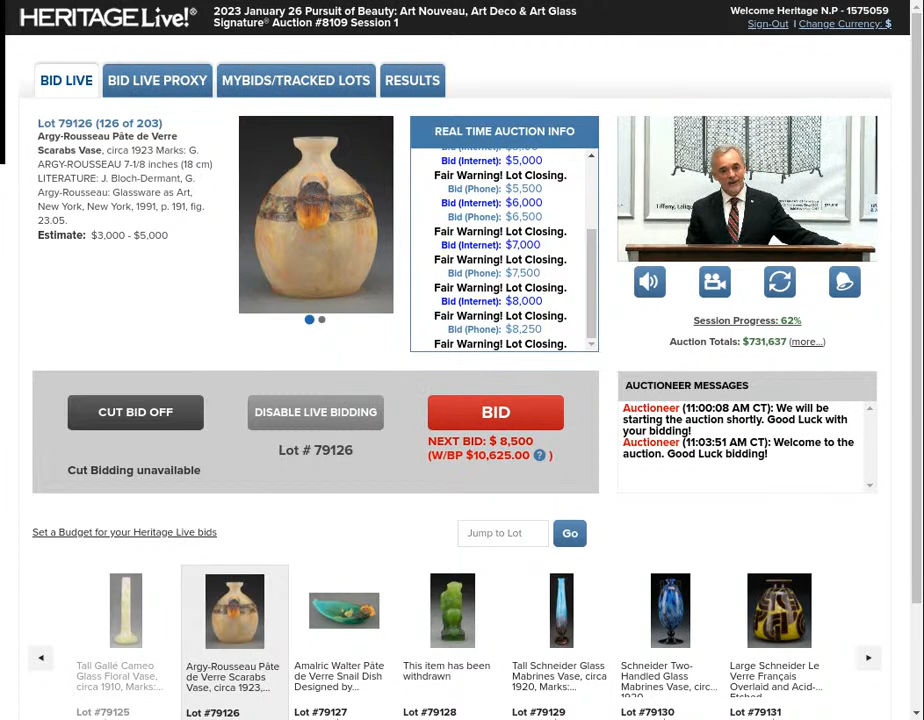 HERITAGE Live!®
2023 January 26 Pursuit of Beauty: Art Nouveau, Art Deco & Art Glass
Signature® Auction #8109 Session 1
Welcome Heritage N.P - 1575059
Sign-Out | Change Currency: $
BID LIVE
BID LIVE PROXY
MYBIDS/TRACKED LOTS
RESULTS
Lot 79126 (126 of 203)
Argy-Rousseau Pâte de Verre
Scarabs Vase, circa 1923 Marks: G.
ARGY-ROUSSEAU 7-1/8 inches (18 cm)
LITERATURE: J. Bloch-Dermant, G.
Argy-Rousseau: Glassware as Art,
New York, New York, 1991, p. 191, fig.
23.05.
Estimate: $3,000 - $5,000
REAL TIME AUCTION INFO
Bid (Internet): $5,000
Fair Warning! Lot Closing.
Bid (Phone): $5,500
Bid (Internet): $6,000
Bid (Phone): $6,500
Fair Warning! Lot Closing.
Bid (Internet): $7,000
Fair Warning! Lot Closing.
Bid (Phone): $7,500
Fair Warning! Lot Closing.
Bid (Internet): $8,000
Fair Warning! Lot Closing.
Bid (Phone): $8,250
Fair Warning! Lot Closing.
Tiffany, Laliq
Session Progress: 62%
Auction Totals: $731,637 (more...)
CUT BID OFF
Cut Bidding unavailable
DISABLE LIVE BIDDING
Lot # 79126
BID
NEXT BID: $ 8,500
(W/BP $10,625.00 ? )
AUCTIONEER MESSAGES
Auctioneer (11:00:08 AM CT): We will be
starting the auction shortly. Good Luck with
your bidding!
Auctioneer (11:03:51 AM CT): Welcome to the
auction. Good Luck bidding!
Set a Budget for your Heritage Live bids
Jump to Lot
Go
Tall Gallé Cameo
Glass Floral Vase,
circa 1910, Marks:...
Lot #79125
Argy-Rousseau Pâte
de Verre Scarabs
Vase, circa 1923,...
Lot #79126
Amalric Walter Pâte
de Verre Snail Dish
Designed by...
Lot #79127
This item has been
withdrawn
Lot #79128
Tall Schneider Glass
Mabrines Vase, circa
1920, Marks:...
Lot #79129
Schneider Two-
Handled Glass
Mabrines Vase, circ...
1920
Lot #79130
Large Schneider Le
Verre Français
Overlaid and Acid-
Etched
Lot #79131